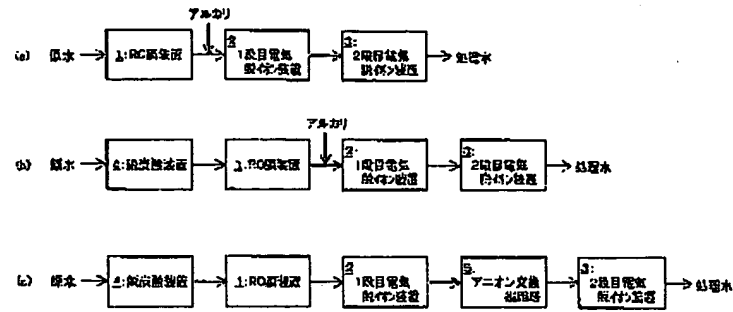 アルカリ
(a) 原水 1:RO膜装置 2: 1段目電気脱イオン装置 3: 2段目電気脱イオン装置 処理水
アルカリ
(b) 原水 4:脱炭酸装置 1:RO膜装置 2: 1段目電気脱イオン装置 3: 2段目電気脱イオン装置 処理水
(c) 原水 4:脱炭酸装置 1:RO膜装置 2: 1段目電気脱イオン装置 5: アニオン交換 3: 2段目電気脱イオン装置 処理水